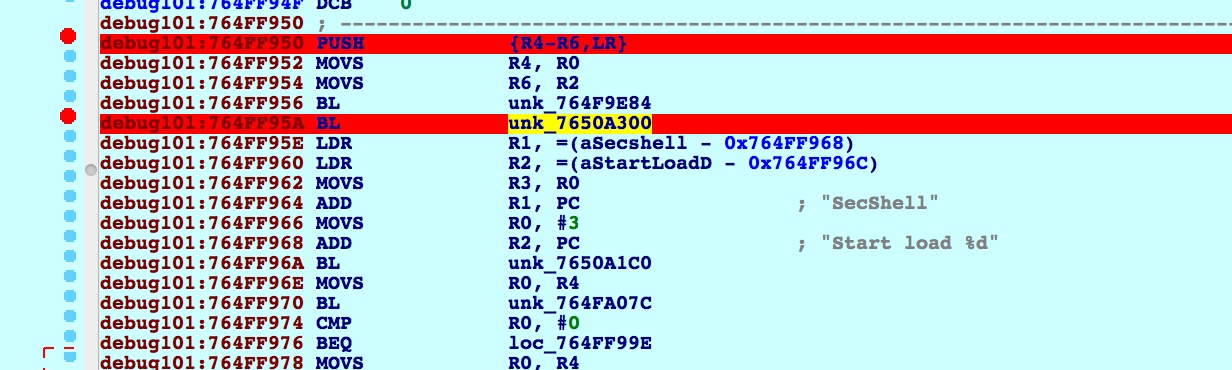 debug101:764FF94F DCB 0
debug101:764FF950 ; ---------------------------------------------------------------------------
debug101:764FF950 PUSH {R4-R6,LR}
debug101:764FF952 MOVS R4, R0
debug101:764FF954 MOVS R6, R2
debug101:764FF956 BL unk_764F9E84
debug101:764FF95A BL unk_7650A300
debug101:764FF95E LDR R1, =(aSecshell - 0x764FF968)
debug101:764FF960 LDR R2, =(aStartLoadD - 0x764FF96C)
debug101:764FF962 MOVS R3, R0
debug101:764FF964 ADD R1, PC ; "SecShell"
debug101:764FF966 MOVS R0, #3
debug101:764FF968 ADD R2, PC ; "Start load %d"
debug101:764FF96A BL unk_7650A1C0
debug101:764FF96E MOVS R0, R4
debug101:764FF970 BL unk_764FA07C
debug101:764FF974 CMP R0, #0
debug101:764FF976 BEQ loc_764FF99E
debug101:764FF978 MOVS R0, R4